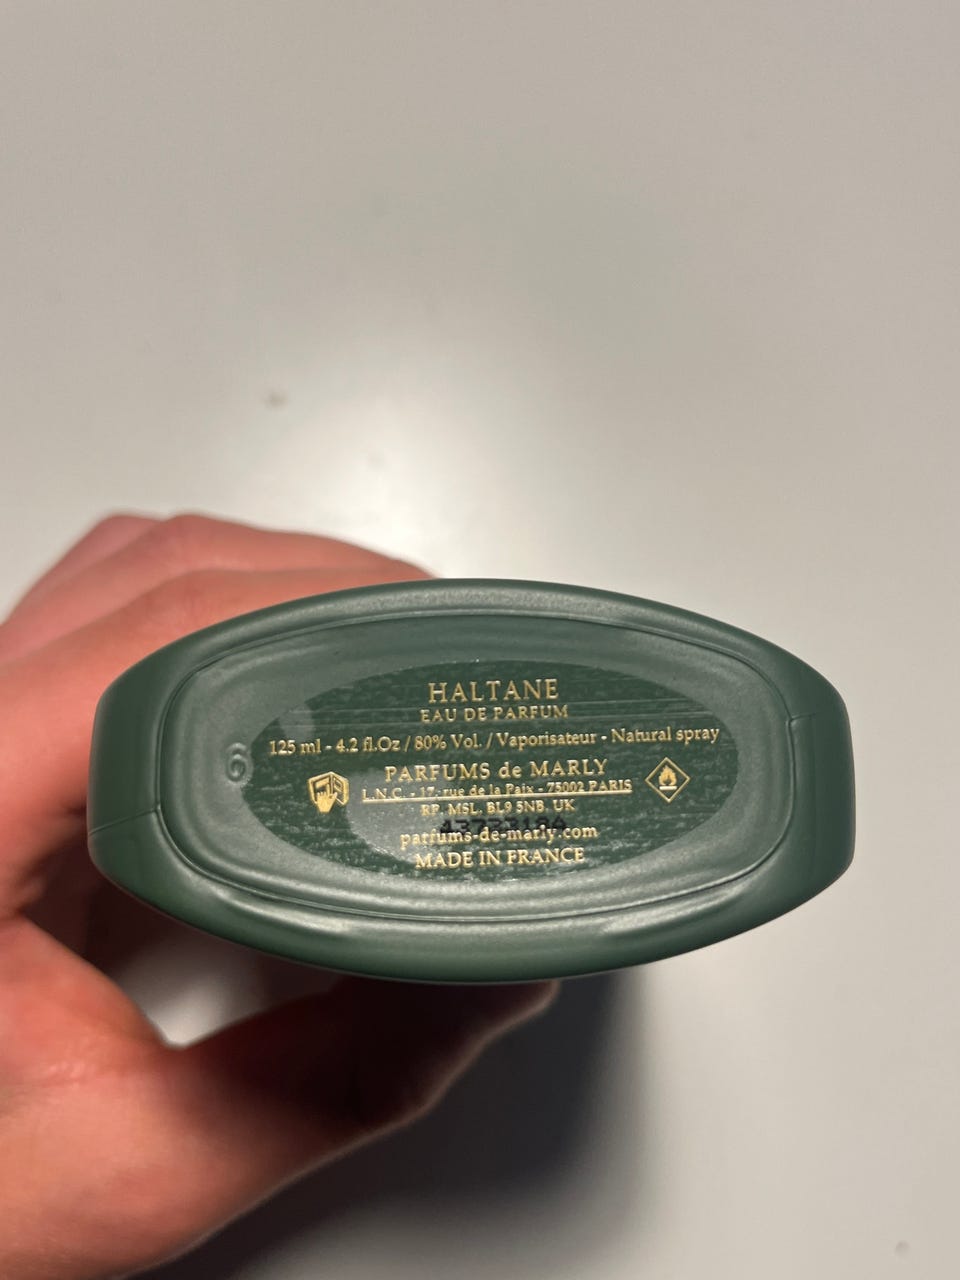 HALTANE
EAU DE PARFUM
125 ml - 4.2 fl.Oz / 80% Vol. / Vaporisateur - Natural spray
6
PARFUMS de MARLY
L.N.C. - 17, rue de la Paix - 75002 PARIS
RP. MSL, BL9 5NB, UK
parfums-de-marly.com
MADE IN FRANCE